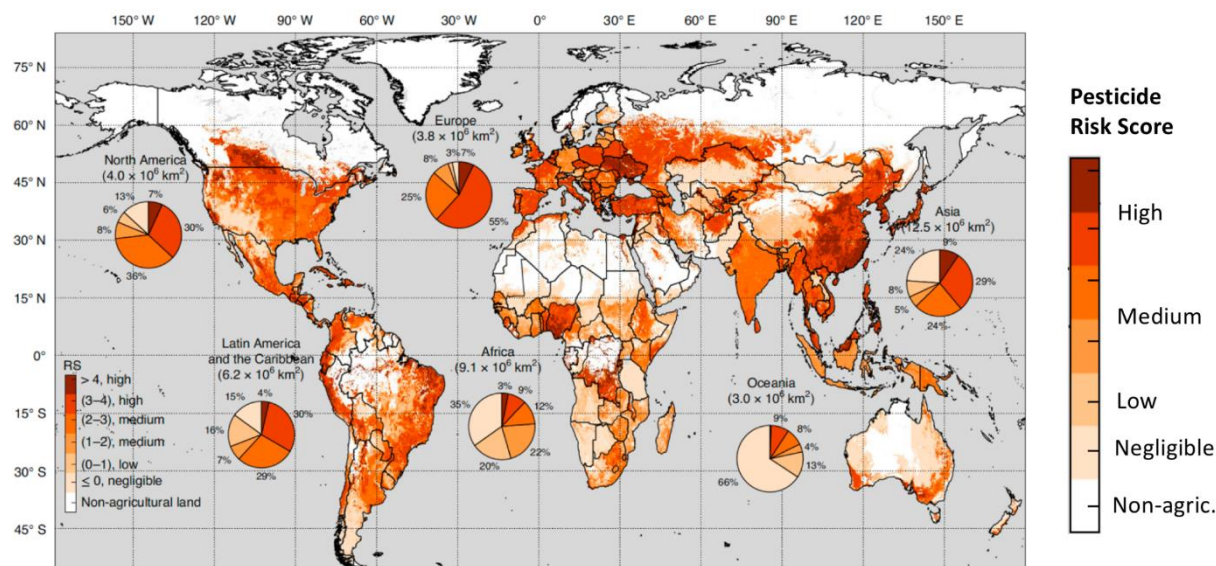 150° W 120° W 90° W 60° W 30° W 0° 30° E 60° E 90° E 120° E 150° E
75° N
60° N
45° N
30° N
15° N
0°
15° S
30° S
45° S
North America
(4.0 × 10⁶ km²)
13%
7%
6%
8%
30%
36%
Europe
(3.8 × 10⁶ km²)
8%
3%
7%
25%
55%
Asia
(12.5 × 10⁶ km²)
24%
9%
8%
29%
5%
24%
Latin America
and the Caribbean
(6.2 × 10⁶ km²)
15%
4%
30%
16%
7%
29%
Africa
(9.1 × 10⁶ km²)
3%
9%
35%
12%
20%
22%
Oceania
(3.0 × 10⁶ km²)
9%
8%
4%
13%
66%
RS
> 4, high
(3–4), high
(2–3), medium
(1–2), medium
(0–1), low
≤ 0, negligible
Non-agricultural land
Pesticide
Risk Score
High
Medium
Low
Negligible
Non-agric.